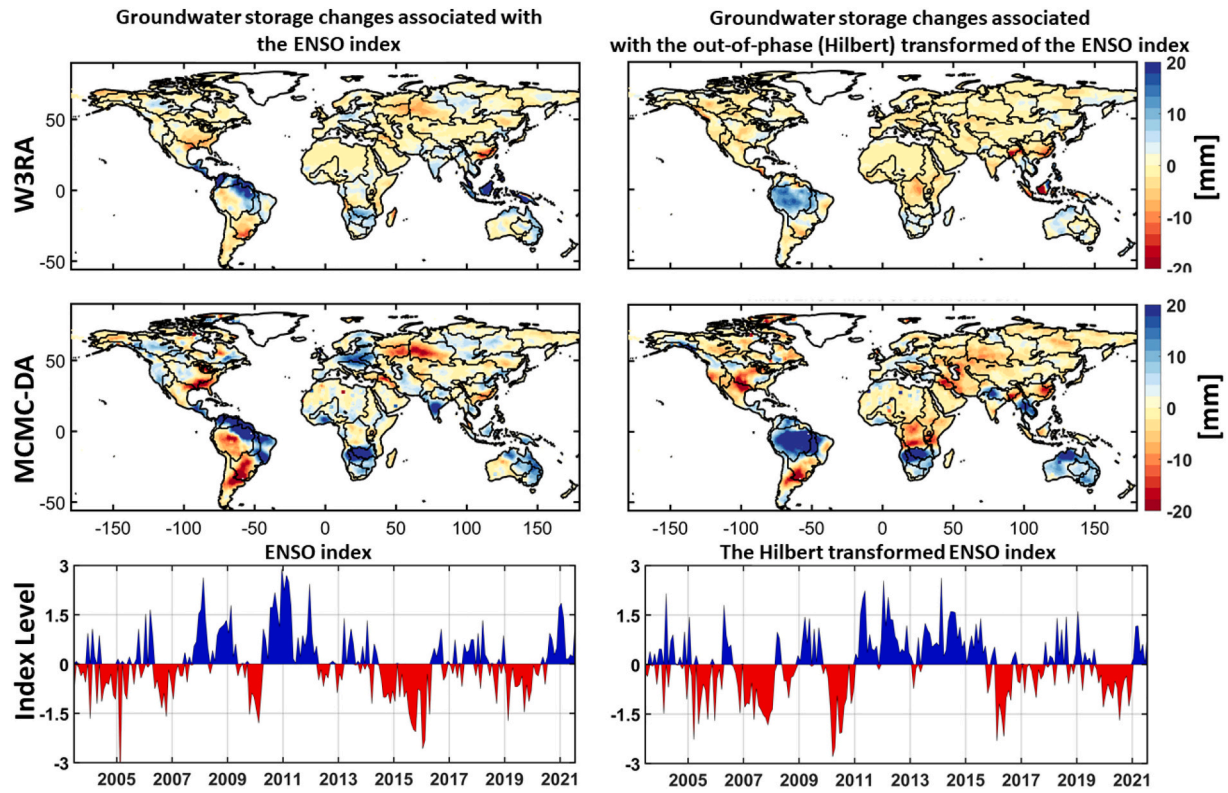 Groundwater storage changes associated with
the ENSO index
Groundwater storage changes associated
with the out-of-phase (Hilbert) transformed of the ENSO index
W3RA
50
0
-50
20
10
0
-10
-20
[mm]
MCMC-DA
50
0
-50
-150 -100 -50 0 50 100 150
-150 -100 -50 0 50 100 150
20
10
0
-10
-20
[mm]
ENSO index
The Hilbert transformed ENSO index
Index Level
3
1.5
0
-1.5
-3
2005 2007 2009 2011 2013 2015 2017 2019 2021
3
1.5
0
-1.5
-3
2005 2007 2009 2011 2013 2015 2017 2019 2021